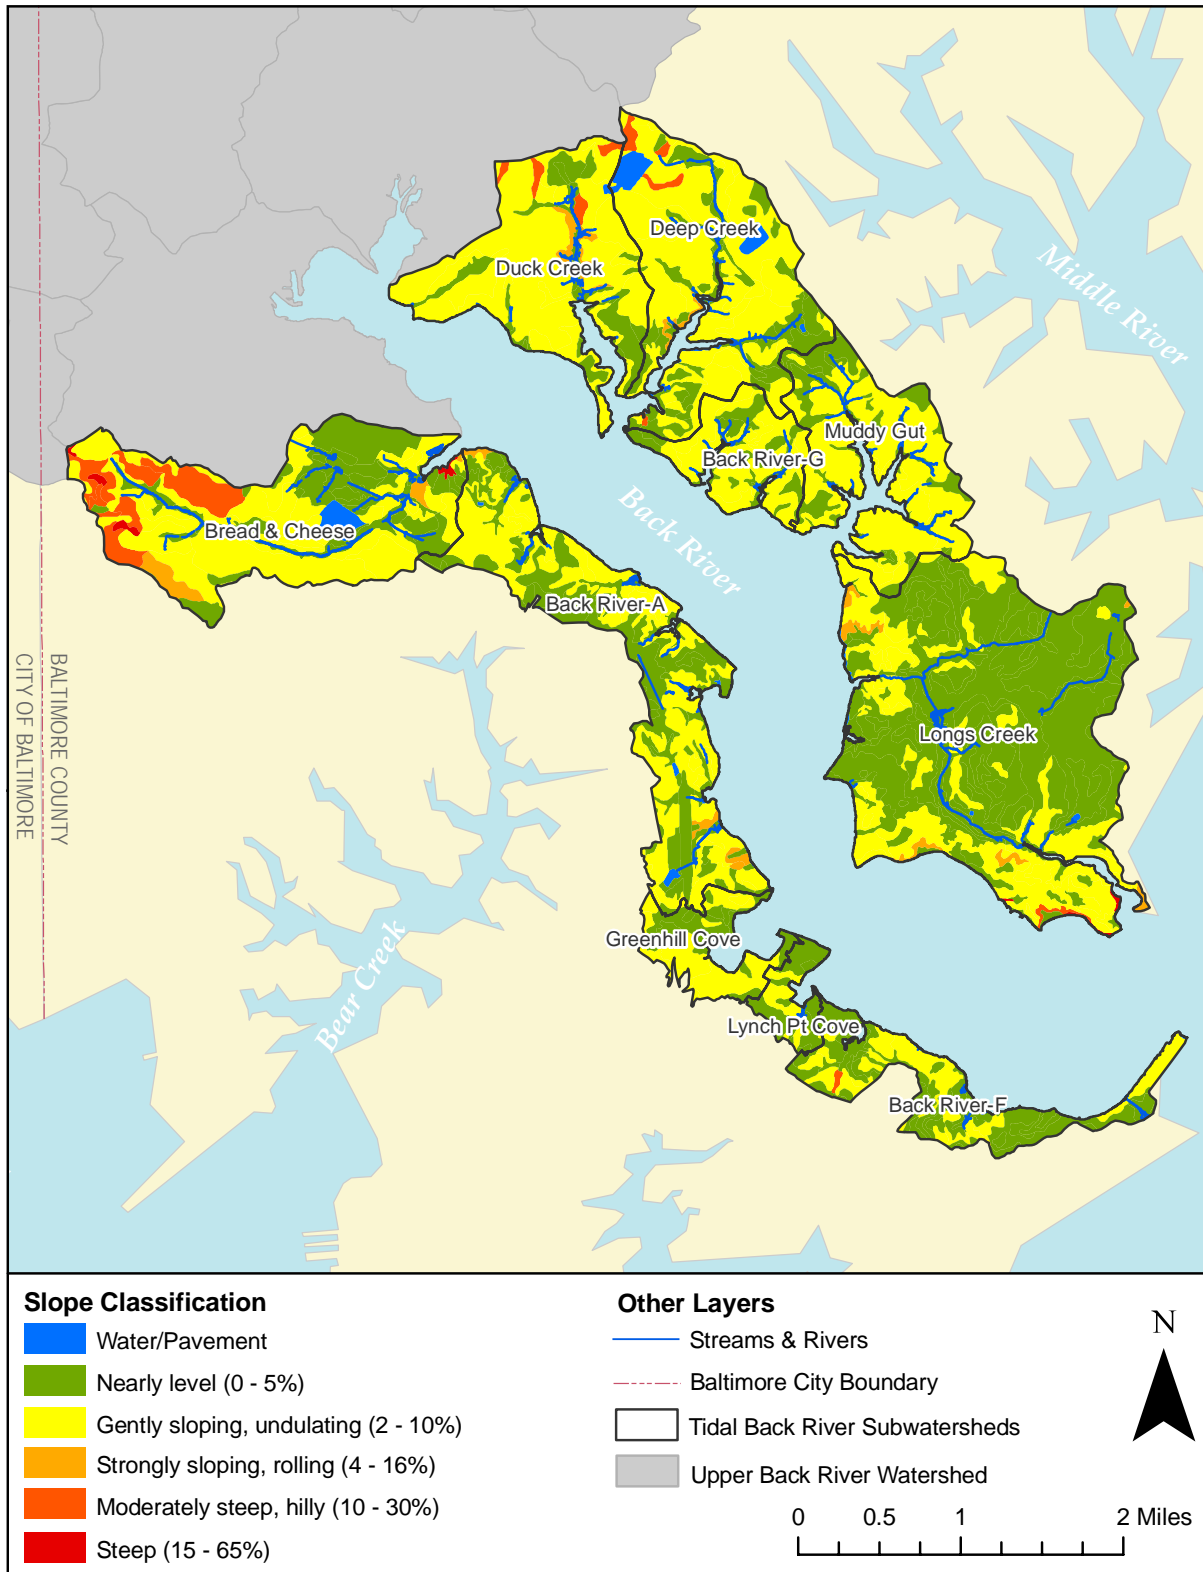 Deep Creek
Duck Creek
Middle River
Muddy Gut
Back River-G
Back River
Bread & Cheese
Back River-A
BALTIMORE COUNTY
CITY OF BALTIMORE
Longs Creek
Greenhill Cove
Bear Creek
Lynch Pt Cove
Back River-F
Slope Classification
Water/Pavement
Nearly level (0 - 5%)
Gently sloping, undulating (2 - 10%)
Strongly sloping, rolling (4 - 16%)
Moderately steep, hilly (10 - 30%)
Steep (15 - 65%)
Other Layers
Streams & Rivers
Baltimore City Boundary
Tidal Back River Subwatersheds
Upper Back River Watershed
N
0 0.5 1 2 Miles